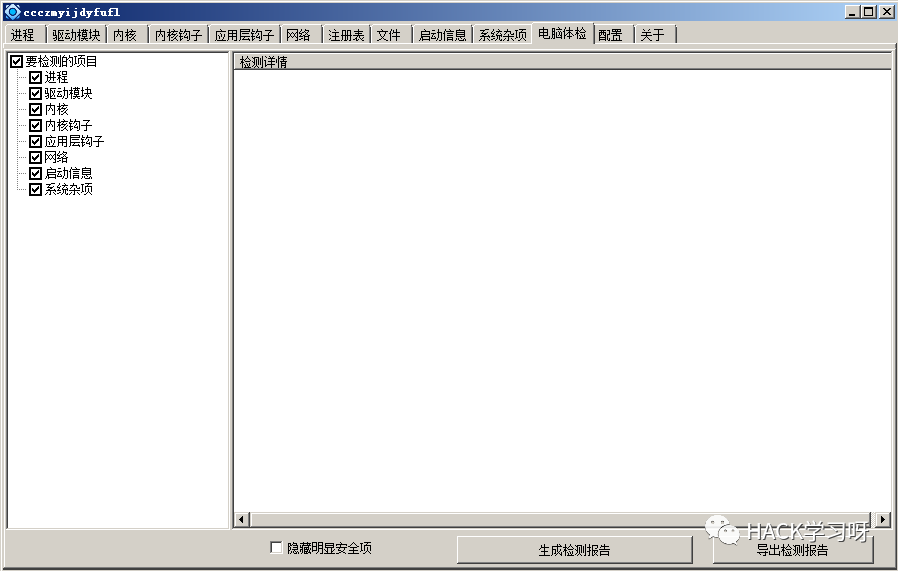 ccczmyijdyfufl
进程 驱动模块 内核 内核钩子 应用层钩子 网络 注册表 文件 启动信息 系统杂项 电脑体检 配置 关于
要检测的项目
检测详情
进程
驱动模块
内核
内核钩子
应用层钩子
网络
启动信息
系统杂项
HACK学习呀
隐藏明显安全项
生成检测报告
导出检测报告